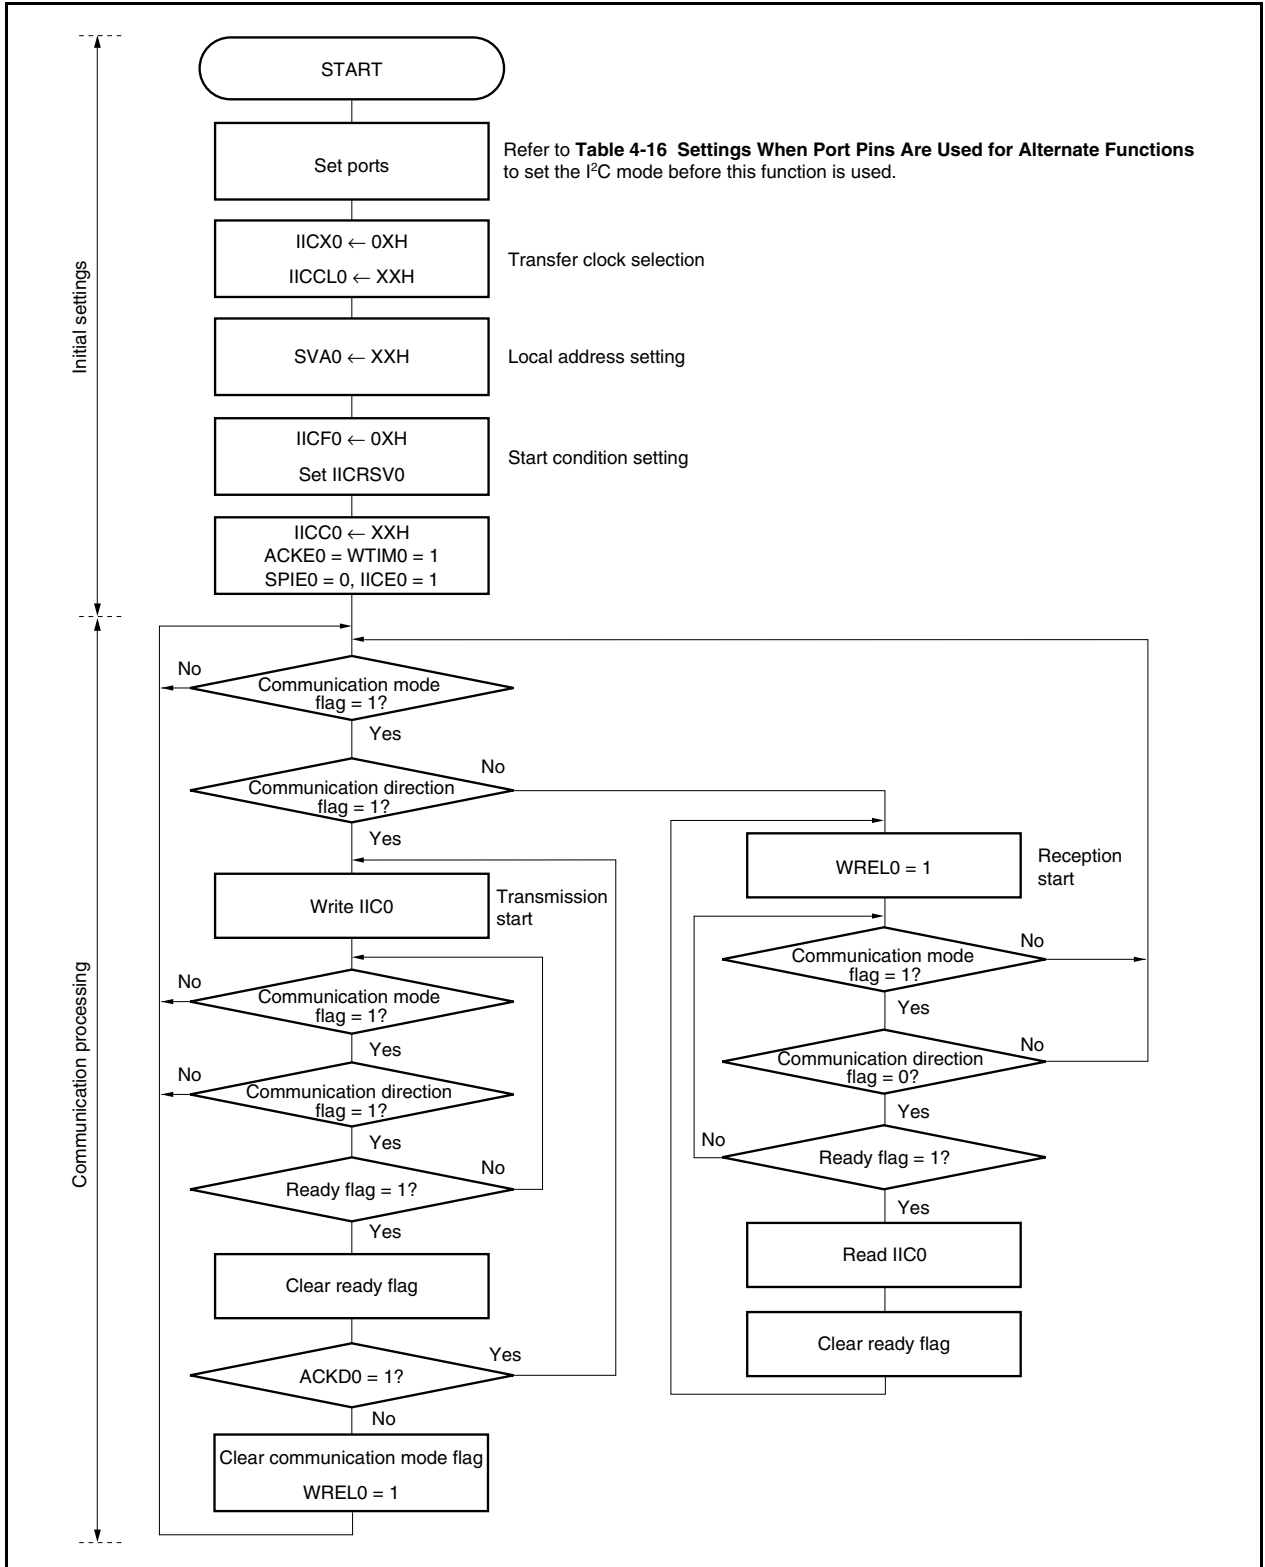 START
Set ports
Refer to Table 4-16 Settings When Port Pins Are Used for Alternate Functions
to set the I²C mode before this function is used.
IICX0 ← 0XH
IICCL0 ← XXH
Transfer clock selection
Initial settings
SVA0 ← XXH
Local address setting
IICF0 ← 0XH
Set IICRSV0
Start condition setting
IICC0 ← XXH
ACKE0 = WTIM0 = 1
SPIE0 = 0, IICE0 = 1
Communication processing
No
Communication mode
flag = 1?
Yes
No
Communication direction
flag = 1?
Yes
Write IIC0
Transmission
start
No
Communication mode
flag = 1?
Yes
No
Communication direction
flag = 1?
Yes
No
Ready flag = 1?
Yes
Clear ready flag
Yes
ACKD0 = 1?
No
Clear communication mode flag
WREL0 = 1
WREL0 = 1
Reception
start
No
Communication mode
flag = 1?
Yes
No
Communication direction
flag = 0?
Yes
No
Ready flag = 1?
Yes
Read IIC0
Clear ready flag